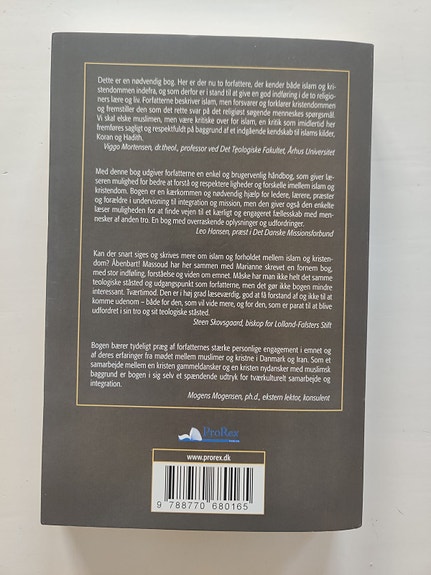 Dette er en nødvendig bog. Her er der nu to forfattere, der kender både islam og kri-
stendommen indefra, og som derfor er i stand til at give en god indføring i de to religio-
ners lære og liv. Forfatterne beskriver islam, men forsvarer og forklarer kristendommen
og fremstiller den som det rette svar på det religiøst søgende menneskes spørgsmål.
Vi skal elske muslimen, men være kritiske over for islam, en kritik som imidlertid her
fremføres sagligt og respektfuldt på baggrund af et indgående kendskab til islams kilder,
Koran og Hadith.
Viggo Mortensen, dr.theol., professor ved Det Teologiske Fakultet, Århus Universitet
Med denne bog udgiver forfatterne en enkel og brugervenlig håndbog, som giver læ-
seren mulighed for bedre at forstå og respektere ligheder og forskelle imellem islam og
kristendom. Bogen er en kærkommen og nødvendig hjælp for ledere, lærere, præster
og forældre i undervisning til integration og mission, men den giver også den enkelte
læser muligheden for at finde vejen til et kærligt og engageret fællesskab med men-
nesker af anden tro. En bog med overraskende oplysninger og udfordringer.
Leo Hansen, præst i Det Danske Missionsforbund
Kan der snart siges og skrives mere om islam og forholdet mellem islam og kristen-
dom? Åbenbart! Massoud har her sammen med Marianne skrevet en fornem bog,
med stor indføling, forståelse og viden om emnet. Måske har man ikke helt det samme
teologiske ståsted og udgangspunkt som forfatterne, men det gør ikke bogen mindre
interessant. Tværtimod. Den er i høj grad læseværdig, god at få forstand af og ikke til at
komme udenom – både for den, som vil vide mere, og for den, som er parat til at blive
udfordret i sin tro og sit teologiske ståsted.
Steen Skovsgaard, biskop for Lolland-Falsters Stift
Bogen bærer tydeligt præg af forfatternes stærke personlige engagement i emnet og
af deres erfaringer fra mødet mellem muslimer og kristne i Danmark og Iran. Som et
samarbejde mellem en kristen gammeldansker og en kristen nydansker med muslimsk
baggrund er bogen i sig selv et spændende udtryk for tværkulturelt samarbejde og
integration.
Mogens Mogensen, ph.d., ekstern lektor, konsulent
ProRex
www.prorex.dk
9 788770 680165